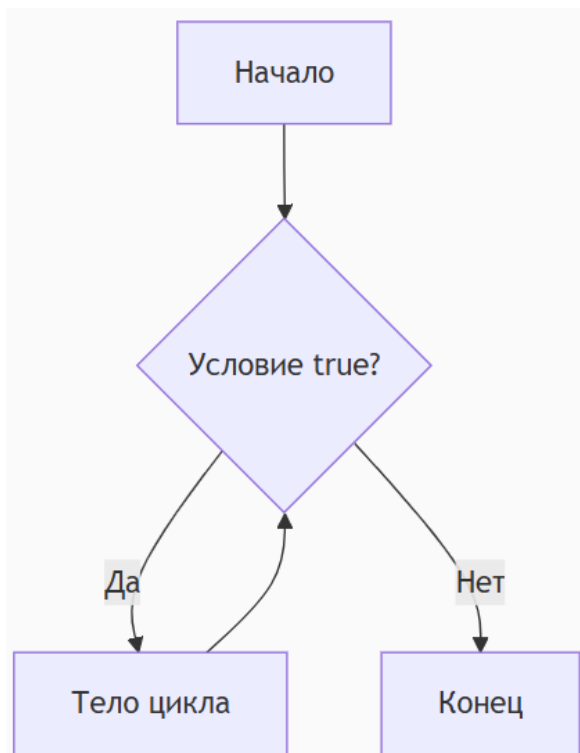 Начало
Условие true?
Да
Нет
Тело цикла
Конец